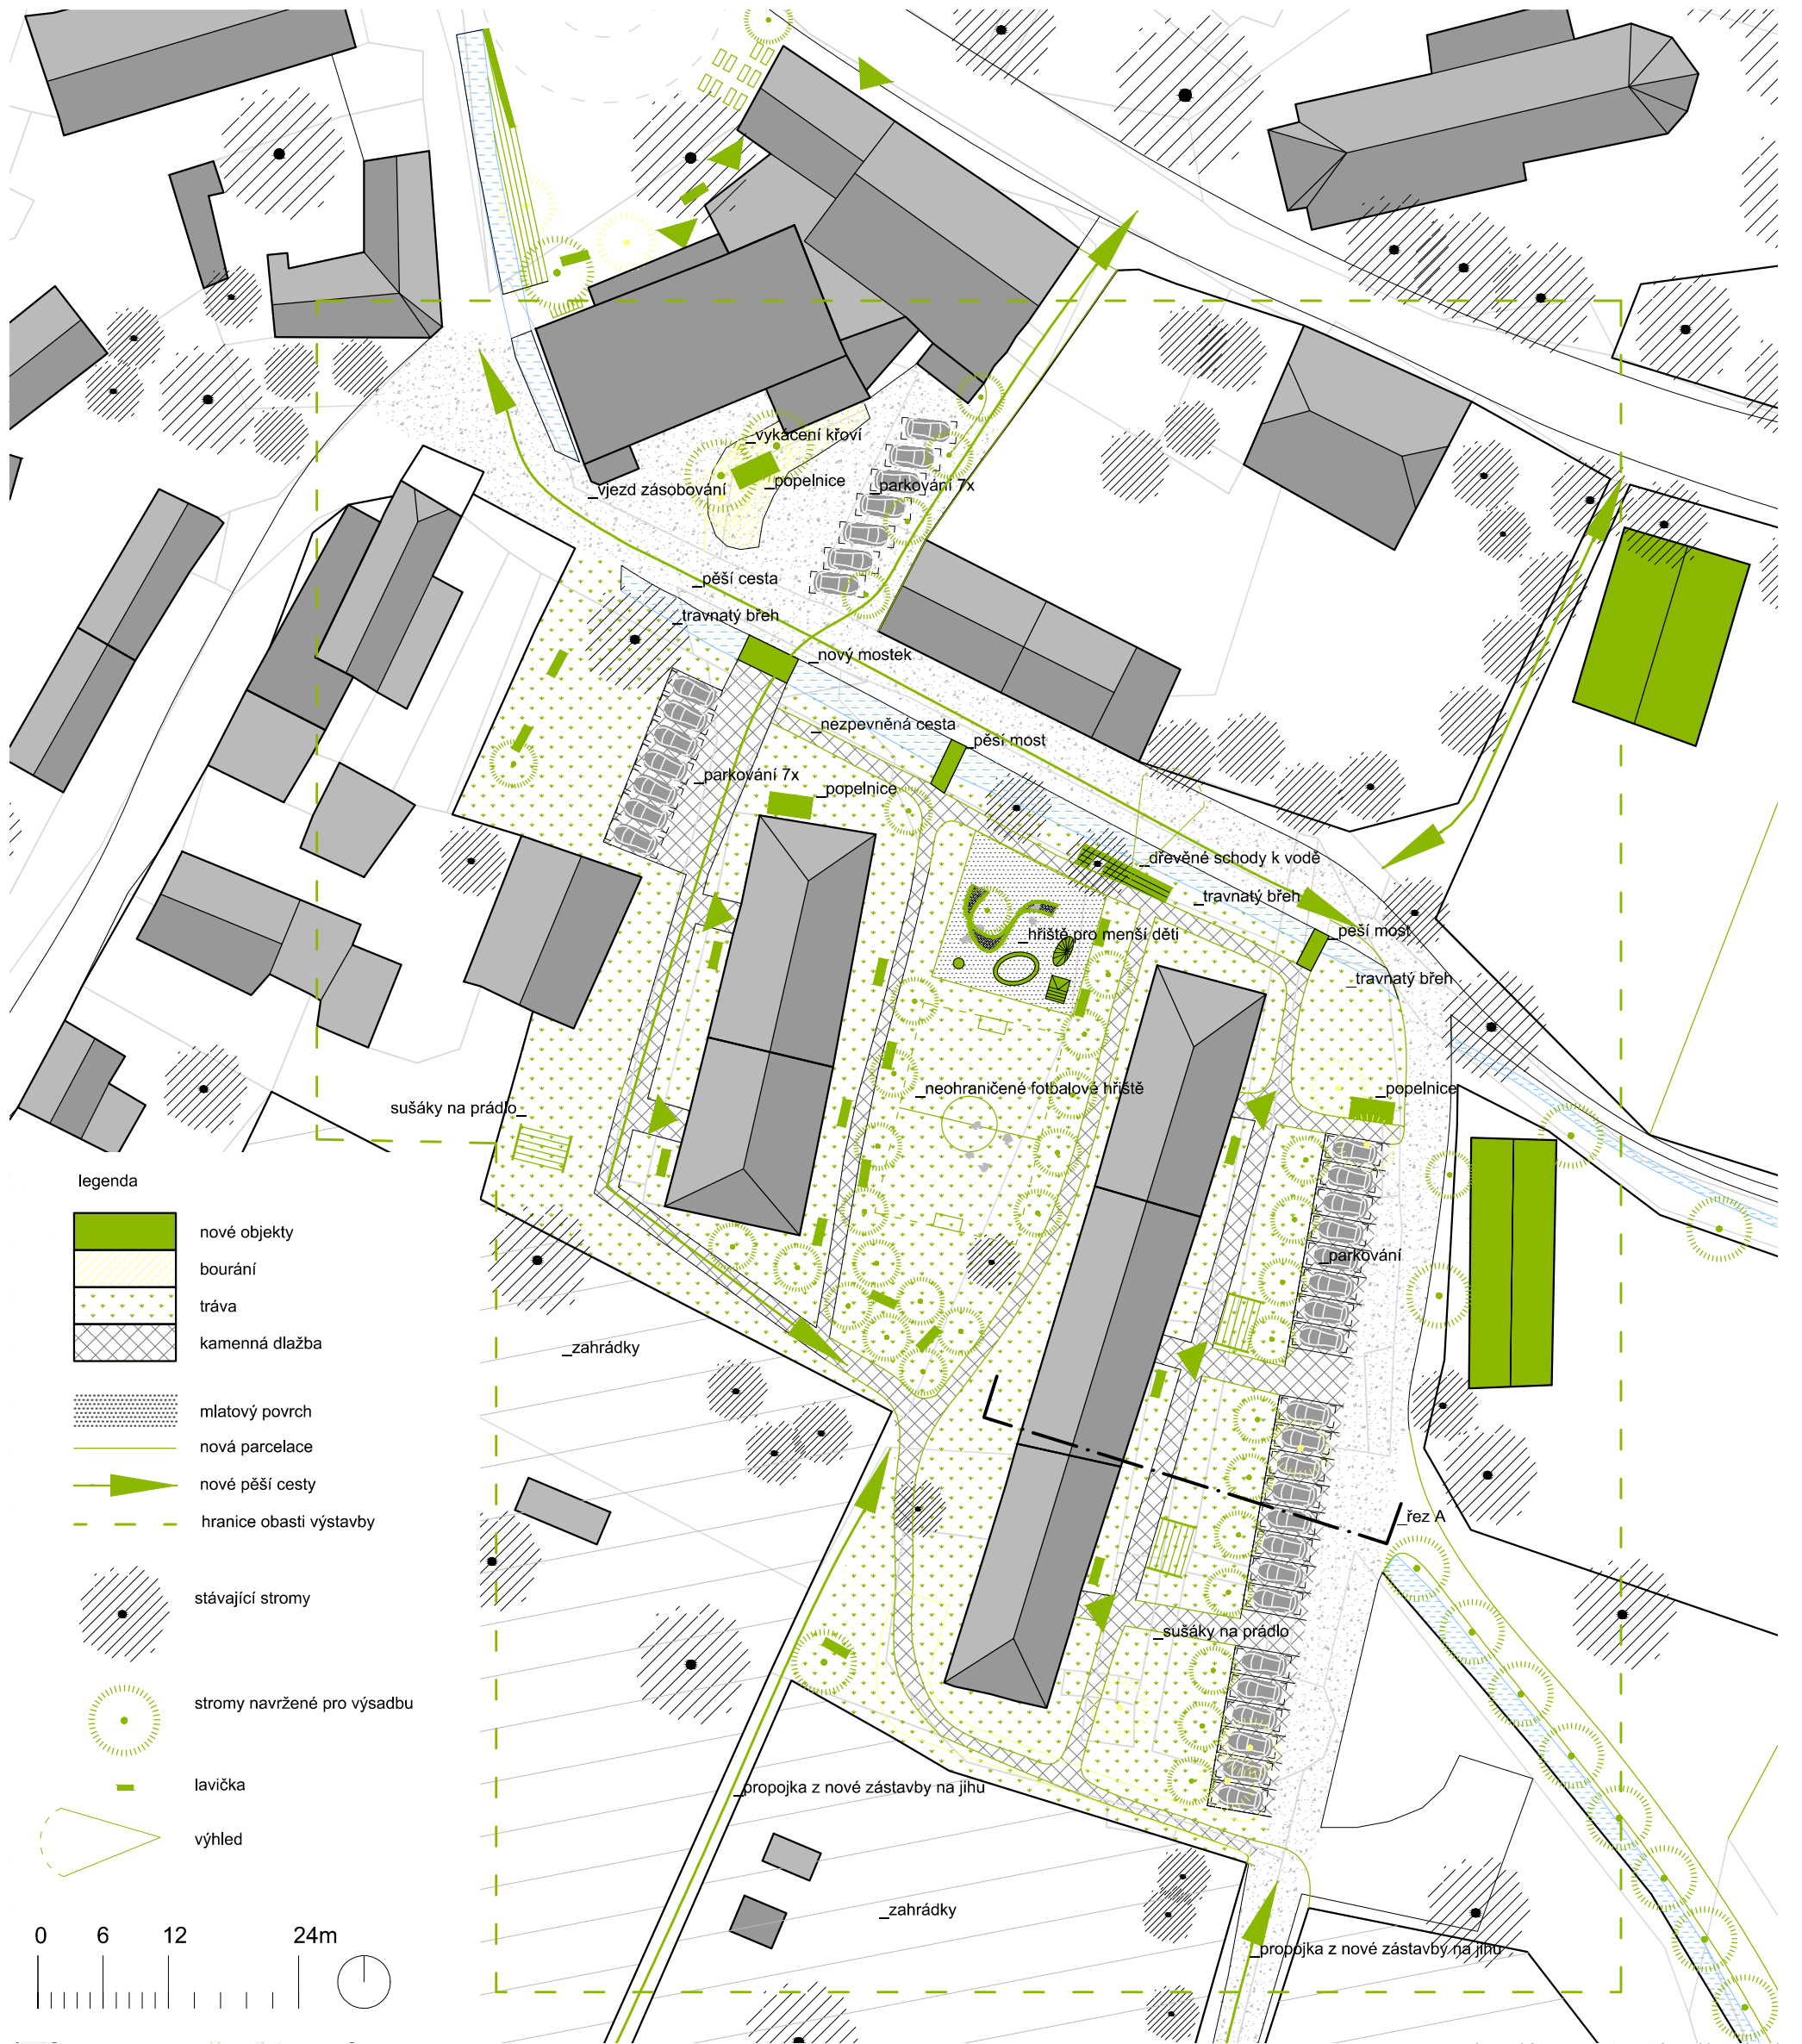 _vykácení křoví
_popelnice
_vjezd zásobování
_parkování 7x
_pěší cesta
_travnatý břeh
_nový mostek
_nezpevněná cesta
_pěší most
_parkování 7x
_popelnice
_dřevěné schody k vodě
_travnatý břeh
_peší most
_hřiště pro menší děti
_travnatý břeh
_neohraničené fotbalové hřiště
_popelnice
sušáky na prádlo_
_parkování
_zahrádky
_řez A
_sušáky na prádlo
_propojka z nové zástavby na jihu
_zahrádky
_propojka z nové zástavby na jihu
legenda
nové objekty
bourání
tráva
kamenná dlažba
mlatový povrch
nová parcelace
nové pěší cesty
hranice obasti výstavby
stávající stromy
stromy navržené pro výsadbu
lavička
výhled
0 6 12 24m